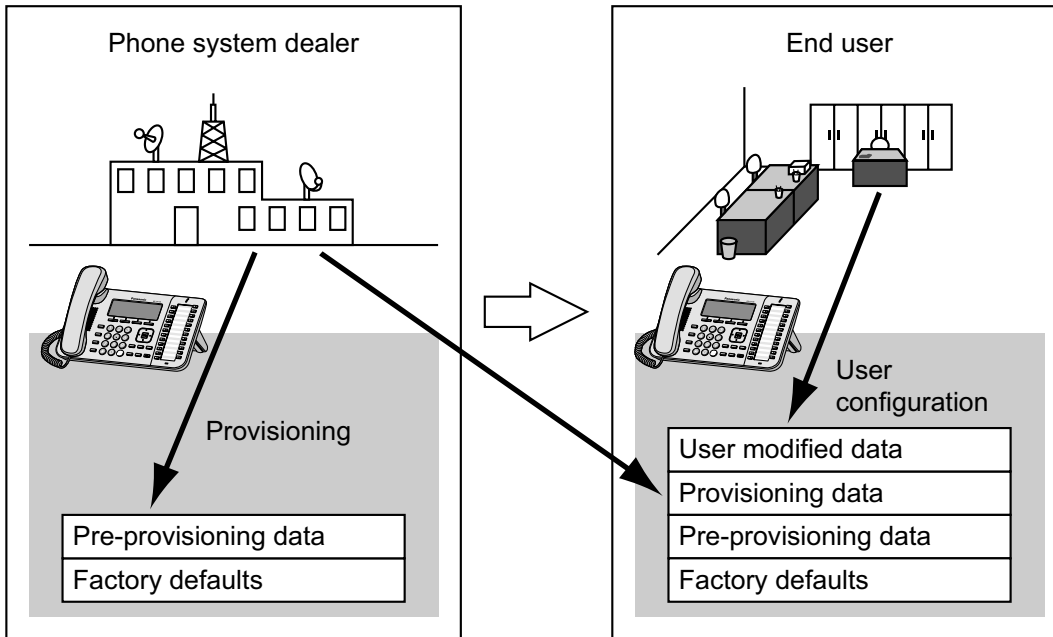 Phone system dealer
Provisioning
Pre-provisioning data
Factory defaults
End user
User
configuration
User modified data
Provisioning data
Pre-provisioning data
Factory defaults